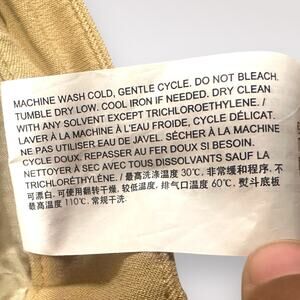 MACHINE WASH COLD, GENTLE CYCLE. DO NOT BLEACH.
TUMBLE DRY LOW. COOL IRON IF NEEDED. DRY CLEAN
WITH ANY SOLVENT EXCEPT TRICHLOROETHYLENE. /
LAVER À LA MACHINE À L'EAU FROIDE, CYCLE DÉLICAT.
NE PAS UTILISER EAU DE JAVEL. SÉCHER À LA MACHINE
CYCLE DOUX. REPASSER AU FER DOUX SI BESOIN.
NETTOYER À SEC AVEC TOUS DISSOLVANTS SAUF LA
TRICHLORÉTHYLÈNE. / 最高洗涤温度 30℃, 非常缓和程序. 不
可漂白. 可使用翻转干燥, 较低温度, 排气口温度 60℃. 熨斗底板
最高温度 110℃. 常规干洗.